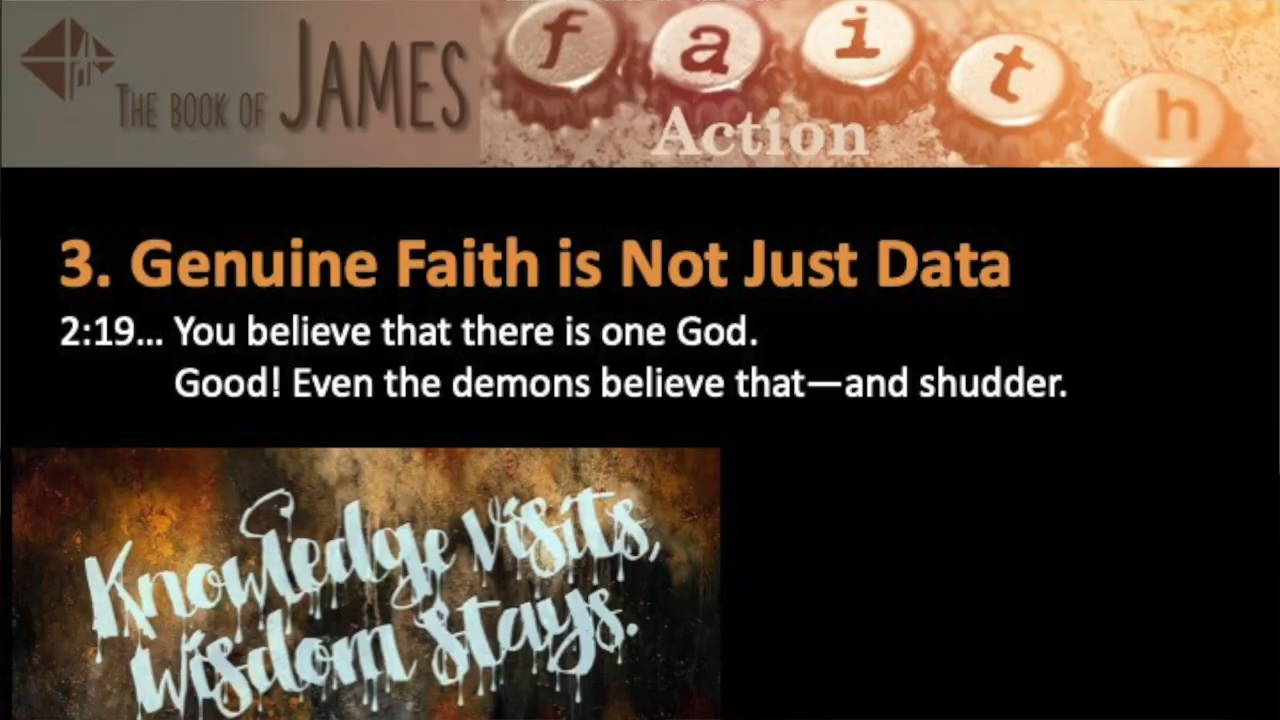 THE BOOK OF JAMES
faith
Action
3. Genuine Faith is Not Just Data
2:19... You believe that there is one God.
Good! Even the demons believe that—and shudder.
Knowledge visits,
Wisdom stays.